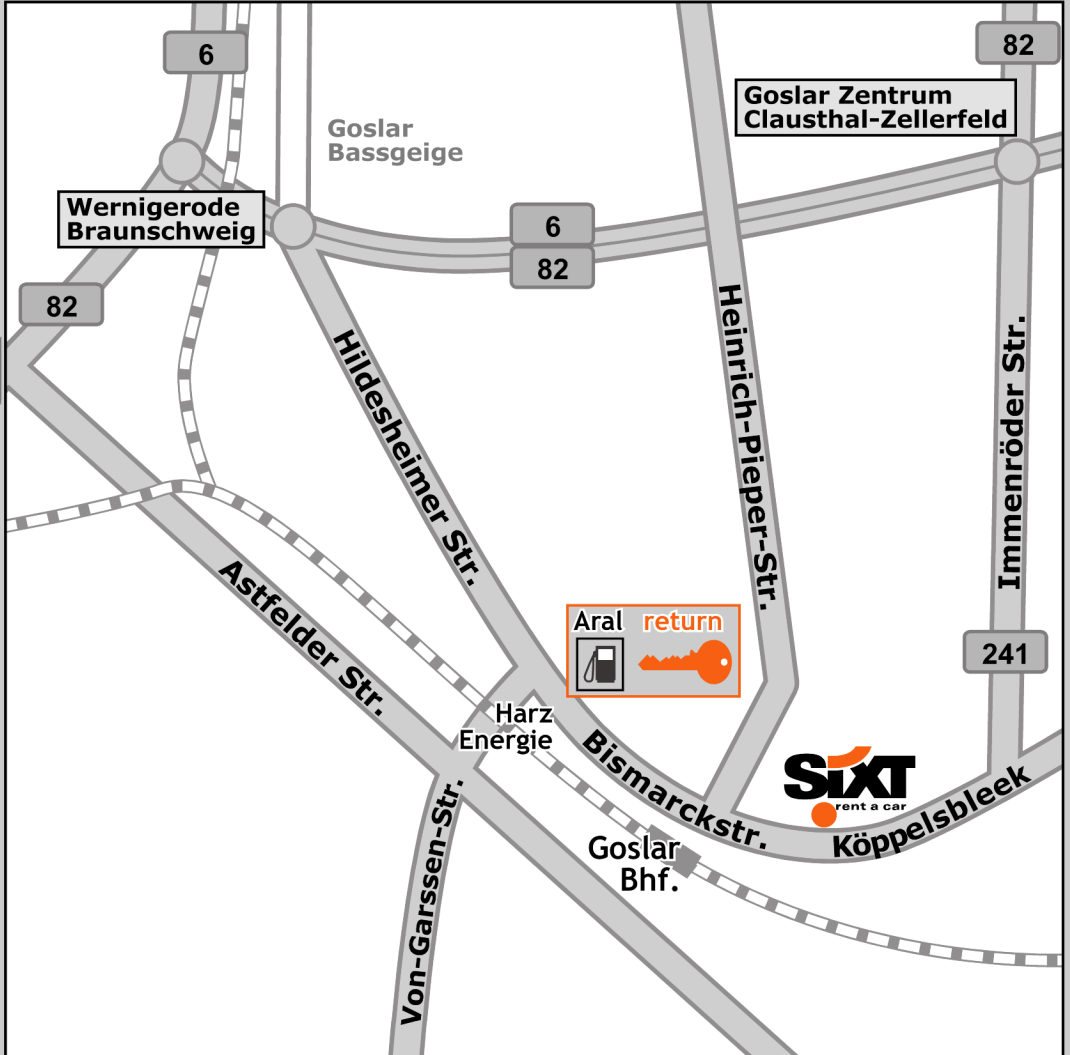 6
82
Goslar Zentrum
Clausthal-Zellerfeld
Goslar
Bassgeige
Wernigerode
Braunschweig
6
82
82
Hildesheimer Str.
Heinrich-Pieper-Str.
Immenröder Str.
Astfelder Str.
Aral return
241
Harz
Energie
Bismarckstr.
SIXT
rent a car
Köppelsbleek
Goslar
Bhf.
Von-Garssen-Str.